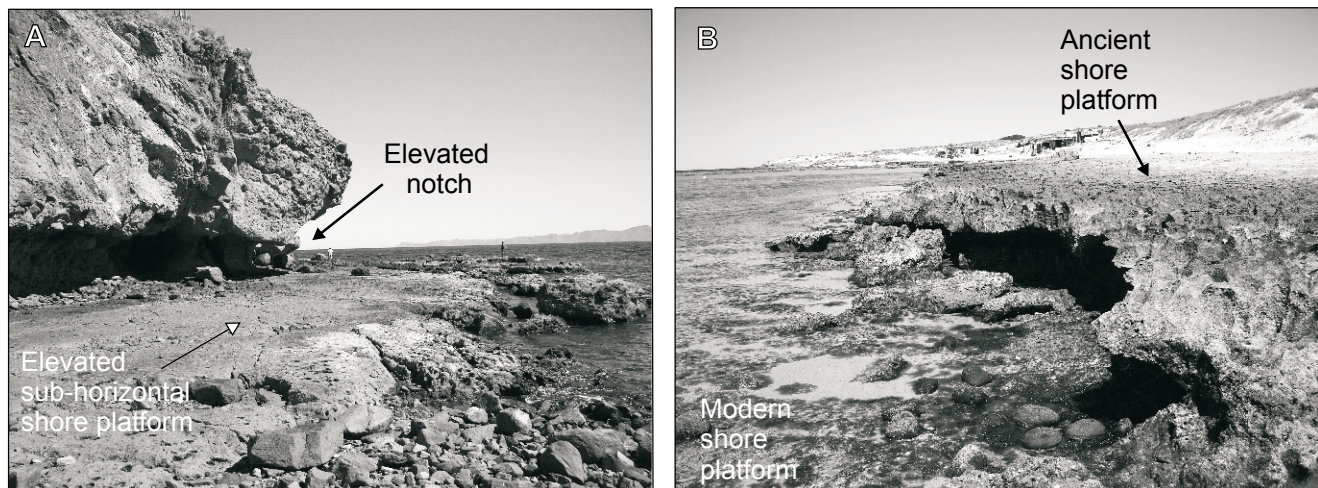 A
Elevated
notch
Elevated
sub-horizontal
shore platform
B
Ancient
shore
platform
Modern
shore
platform